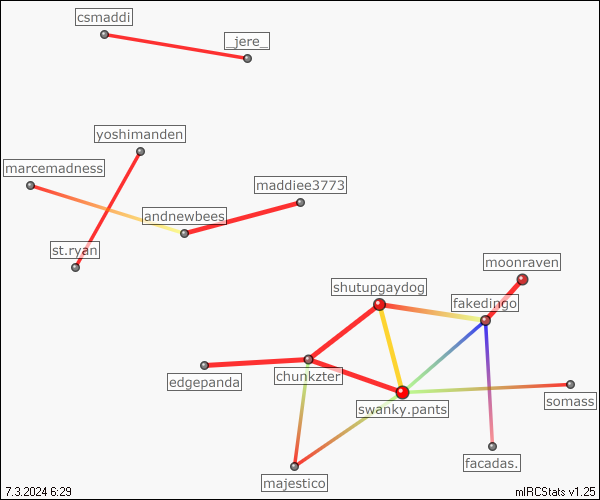 csmaddi
_jere_
yoshimanden
marcemadness
maddiee3773
andnewbees
st.ryan
moonraven
shutupgaydog
fakedingo
chunkzter
edgepanda
swanky.pants
somass
facadas.
majestico
7.3.2024 6:29
mIRCStats v1.25